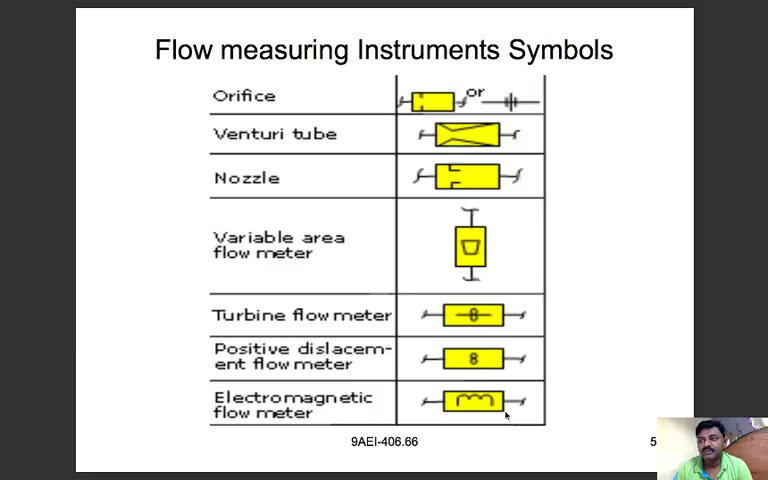 Flow measuring Instruments Symbols
Orifice
or
Venturi tube
Nozzle
Variable area
flow meter
Turbine flow meter
Positive dislacem-
ent flow meter
8
Electromagnetic
flow meter
9AEI-406.66
5